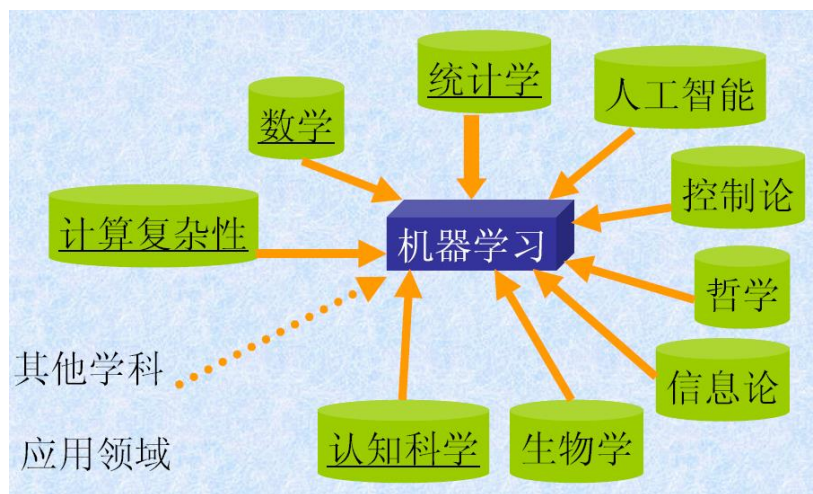 统计学
人工智能
数学
控制论
计算复杂性
机器学习
哲学
其他学科
信息论
认知科学
生物学
应用领域